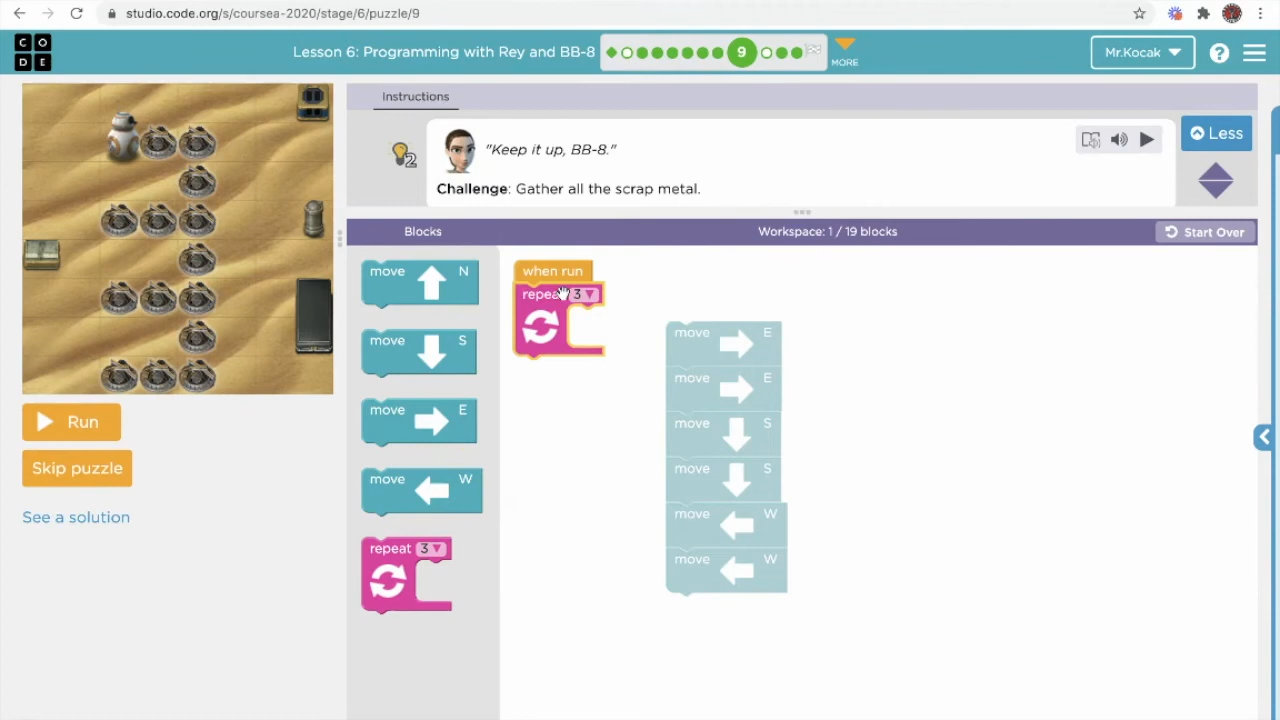 studio.code.org/s/coursea-2020/stage/6/puzzle/9
C O
D E
Lesson 6: Programming with Rey and BB-8
9
MORE
Mr.Kocak
?
Instructions
2
"Keep it up, BB-8."
Challenge: Gather all the scrap metal.
Less
Blocks
Workspace: 1 / 19 blocks
Start Over
move N
move S
move E
move W
repeat 3
when run
repea 3
move E
move E
move S
move S
move W
move W
Run
Skip puzzle
See a solution